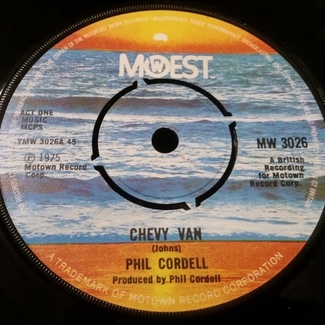 MOWEST
ACT ONE
MUSIC
MCPS
YMW 3026A 45
℗ 1975
Motown Record
Corp.
MW 3026
A British
Recording
for Motown
Record Corp.
CHEVY VAN
(Johns)
PHIL CORDELL
Produced by Phil Cordell
A TRADEMARK OF MOTOWN RECORD CORPORATION